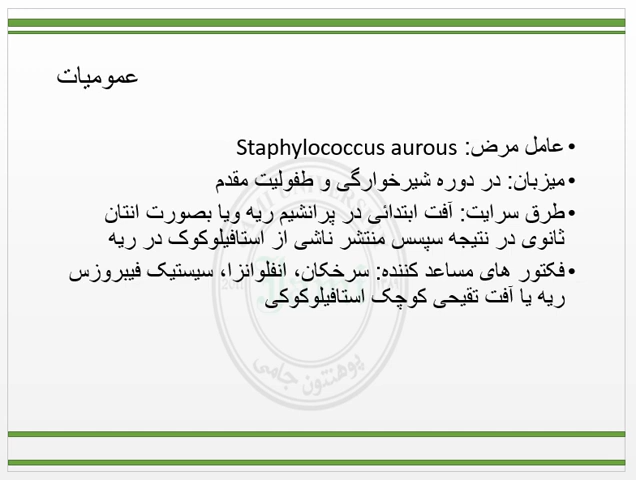 عمومیات
• عامل مرض: Staphylococcus aurous
• میزبان: در دوره شیرخوارگی و طفولیت مقدم
• طرق سرایت: آفت ابتدائی در پرانشیم ریه ویا بصورت انتان
ثانوی در نتیجه سپسس منتشر ناشی از استافیلوکوک در ریه
• فکتور های مساعد کننده: سرخکان، انفلوانزا، سیستیک فیبروزس
ریه یا آفت تقیحی کوچک استافیلوکوکی
پوهنتون جامی